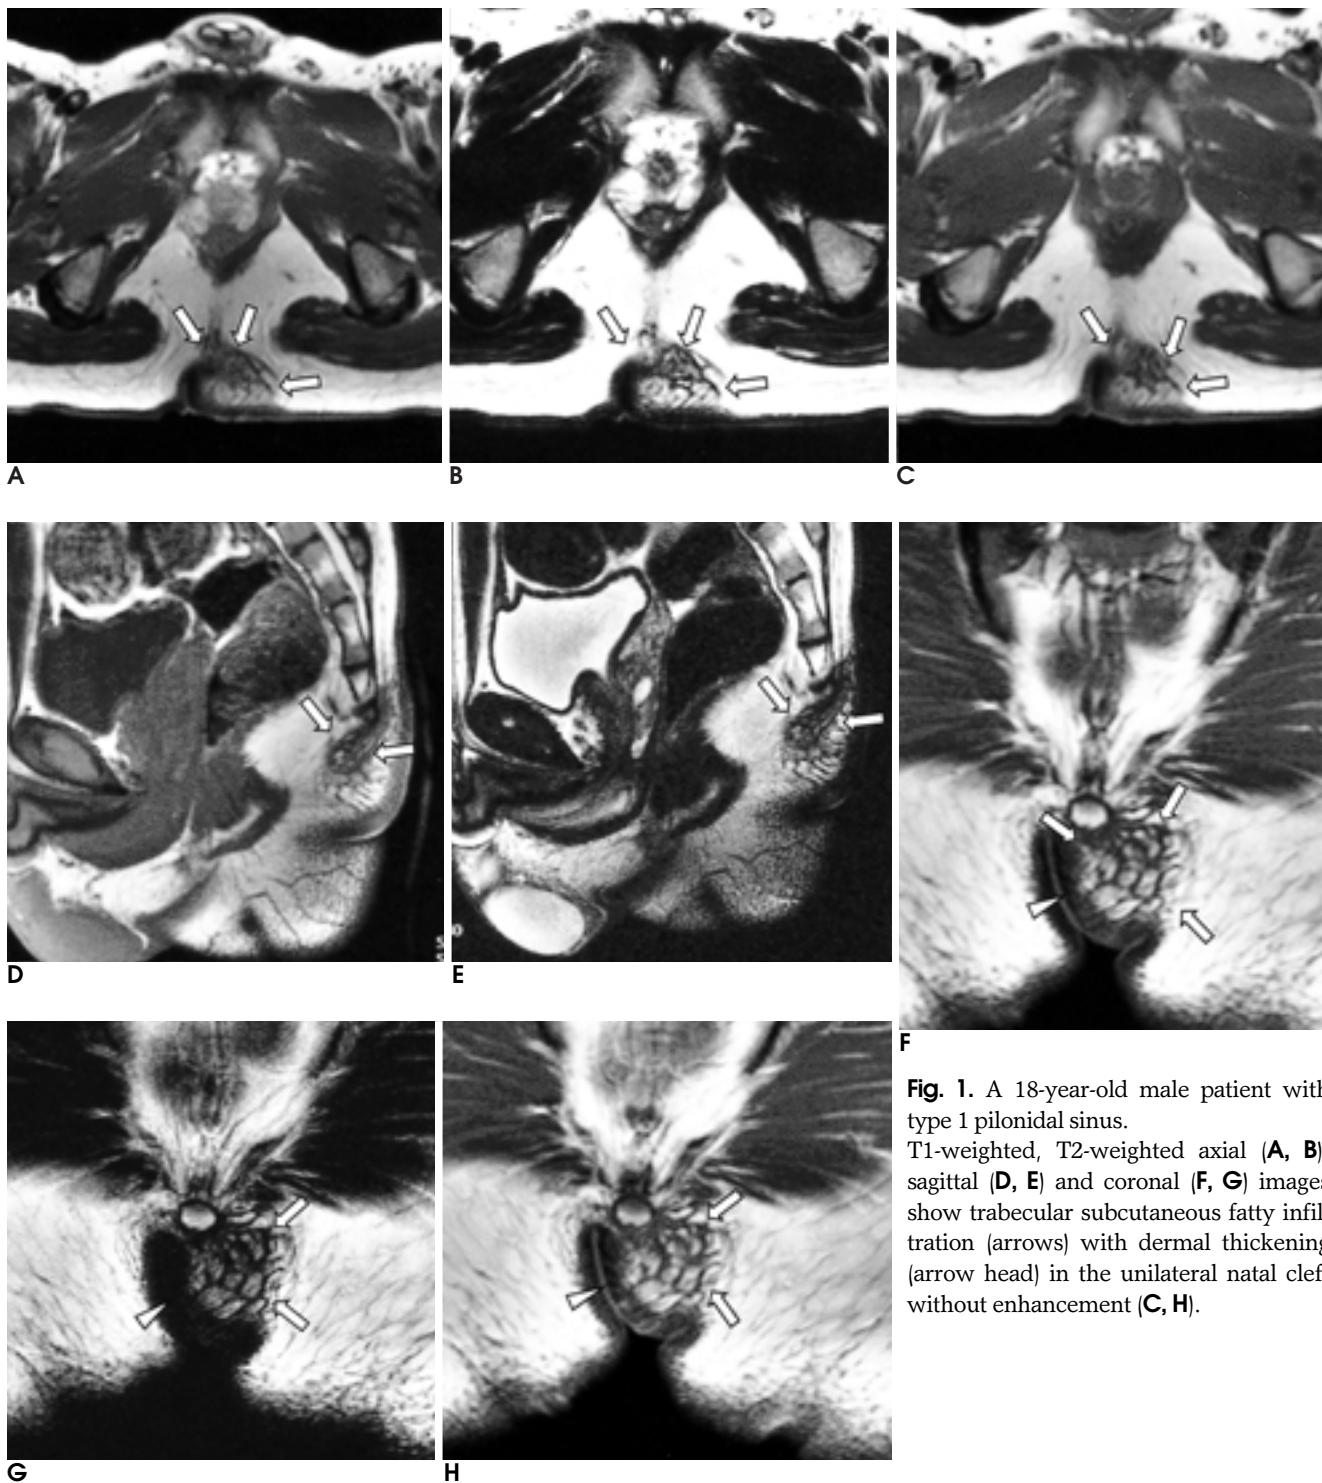 A
B
C
D
E
F
G
H
Fig. 1. A 18-year-old male patient with
type 1 pilonidal sinus.
T1-weighted, T2-weighted axial (A, B)
sagittal (D, E) and coronal (F, G) images
show trabecular subcutaneous fatty infil
tration (arrows) with dermal thickening
(arrow head) in the unilateral natal clef
without enhancement (C, H).